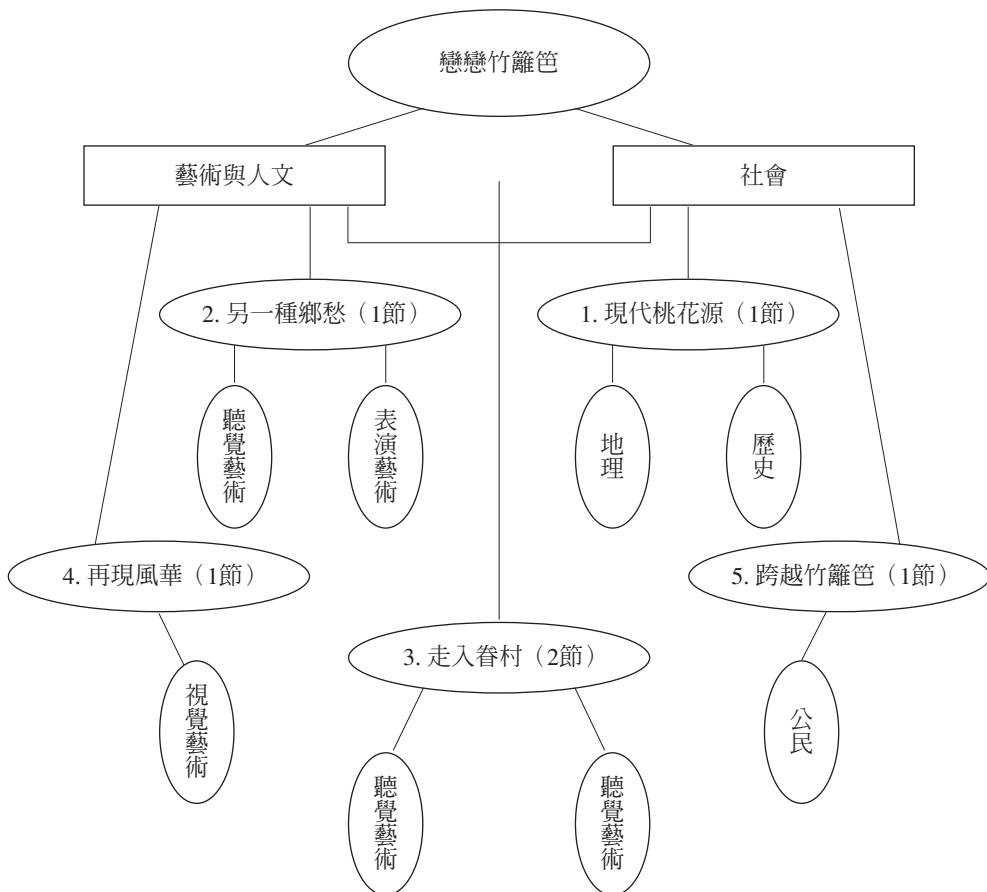 戀戀竹籬笆
藝術與人文
社會
2. 另一種鄉愁（1節）
1. 現代桃花源（1節）
聽覺藝術
表演藝術
地理
歷史
4. 再現風華（1節）
5. 跨越竹籬笆（1節）
3. 走入眷村（2節）
視覺藝術
公民
聽覺藝術
聽覺藝術